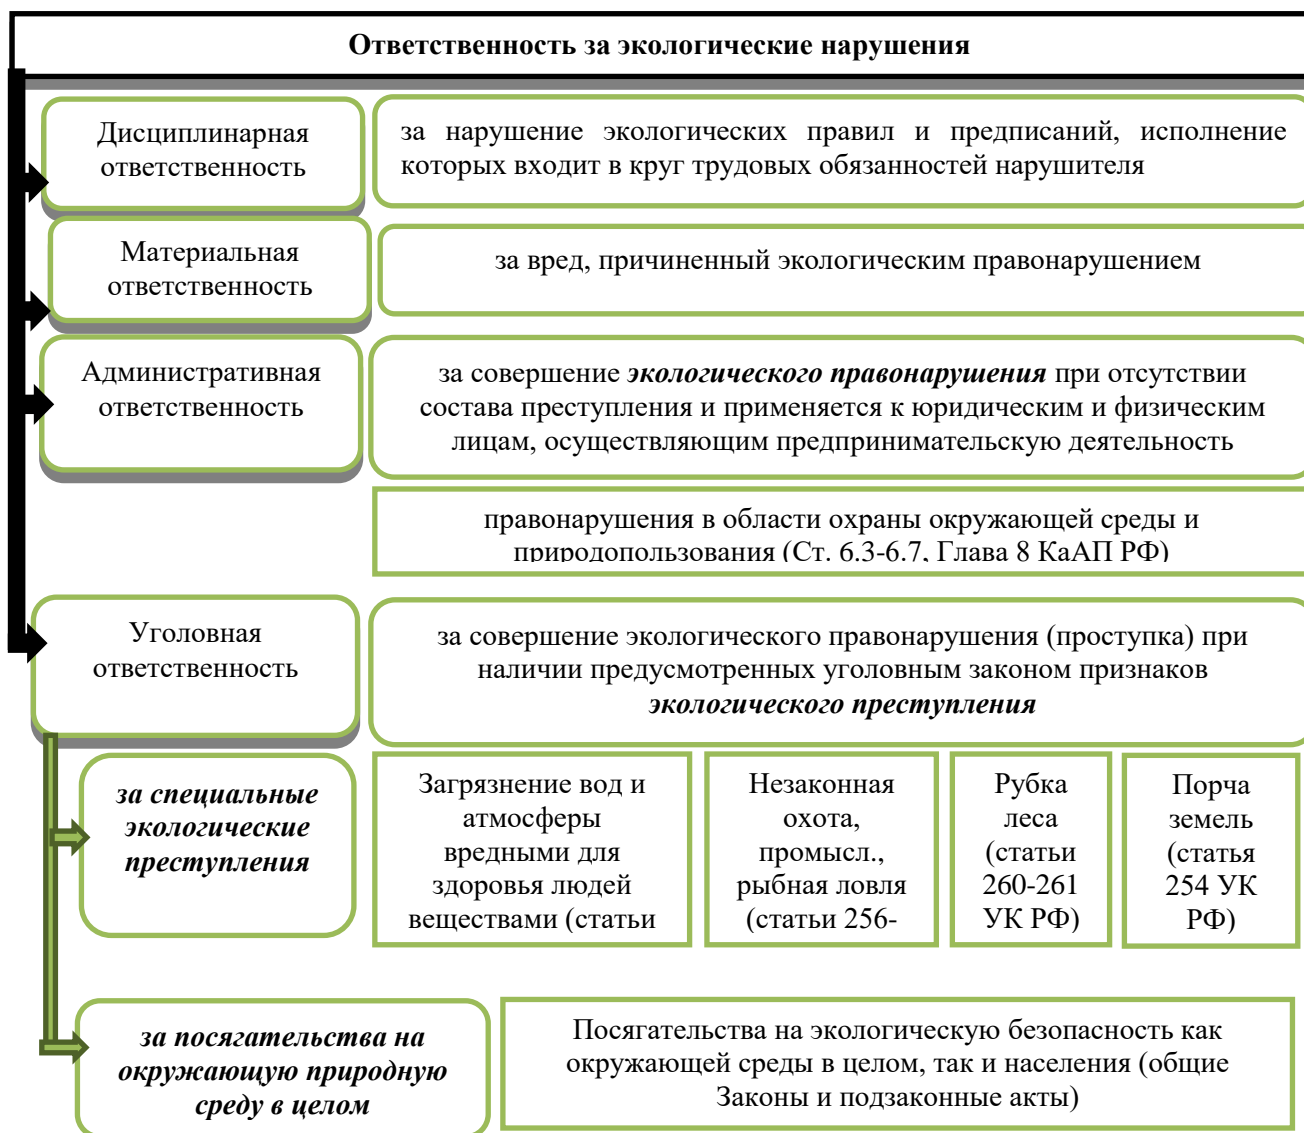 Ответственность за экологические нарушения
Дисциплинарная
ответственность
за нарушение экологических правил и предписаний, исполнение
которых входит в круг трудовых обязанностей нарушителя
Материальная
ответственность
за вред, причиненный экологическим правонарушением
Административная
ответственность
за совершение экологического правонарушения при отсутствии
состава преступления и применяется к юридическим и физическим
лицам, осуществляющим предпринимательскую деятельность
правонарушения в области охраны окружающей среды и
природопользования (Ст. 6.3-6.7, Глава 8 КаАП РФ)
Уголовная
ответственность
за совершение экологического правонарушения (проступка) при
наличии предусмотренных уголовным законом признаков
экологического преступления
за специальные
экологические
преступления
Загрязнение вод и
атмосферы
вредными для
здоровья людей
веществами (статьи
Незаконная
охота,
промысл.,
рыбная ловля
(статьи 256-
Рубка
леса
(статьи
260-261
УК РФ)
Порча
земель
(статья
254 УК
РФ)
за посягательства на
окружающую природную
среду в целом
Посягательства на экологическую безопасность как
окружающей среды в целом, так и населения (общие
Законы и подзаконные акты)